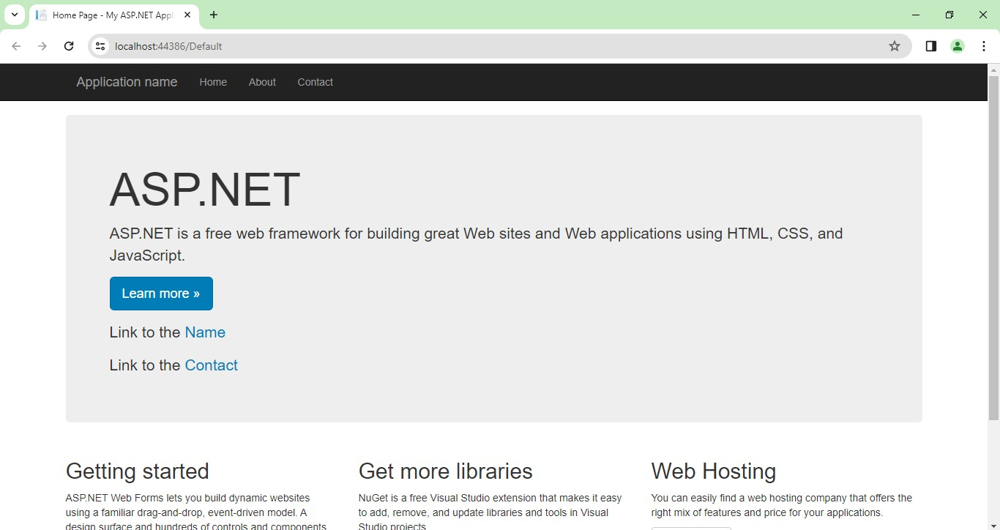 Home Page - My ASP.NET Appl
localhost:44386/Default
Application name Home About Contact
ASP.NET
ASP.NET is a free web framework for building great Web sites and Web applications using HTML, CSS, and
JavaScript.
Learn more »
Link to the Name
Link to the Contact
Getting started
ASP.NET Web Forms lets you build dynamic websites
using a familiar drag-and-drop, event-driven model. A
design surface and hundreds of controls and components
Get more libraries
NuGet is a free Visual Studio extension that makes it easy
to add, remove, and update libraries and tools in Visual
Studio projects
Web Hosting
You can easily find a web hosting company that offers the
right mix of features and price for your applications.